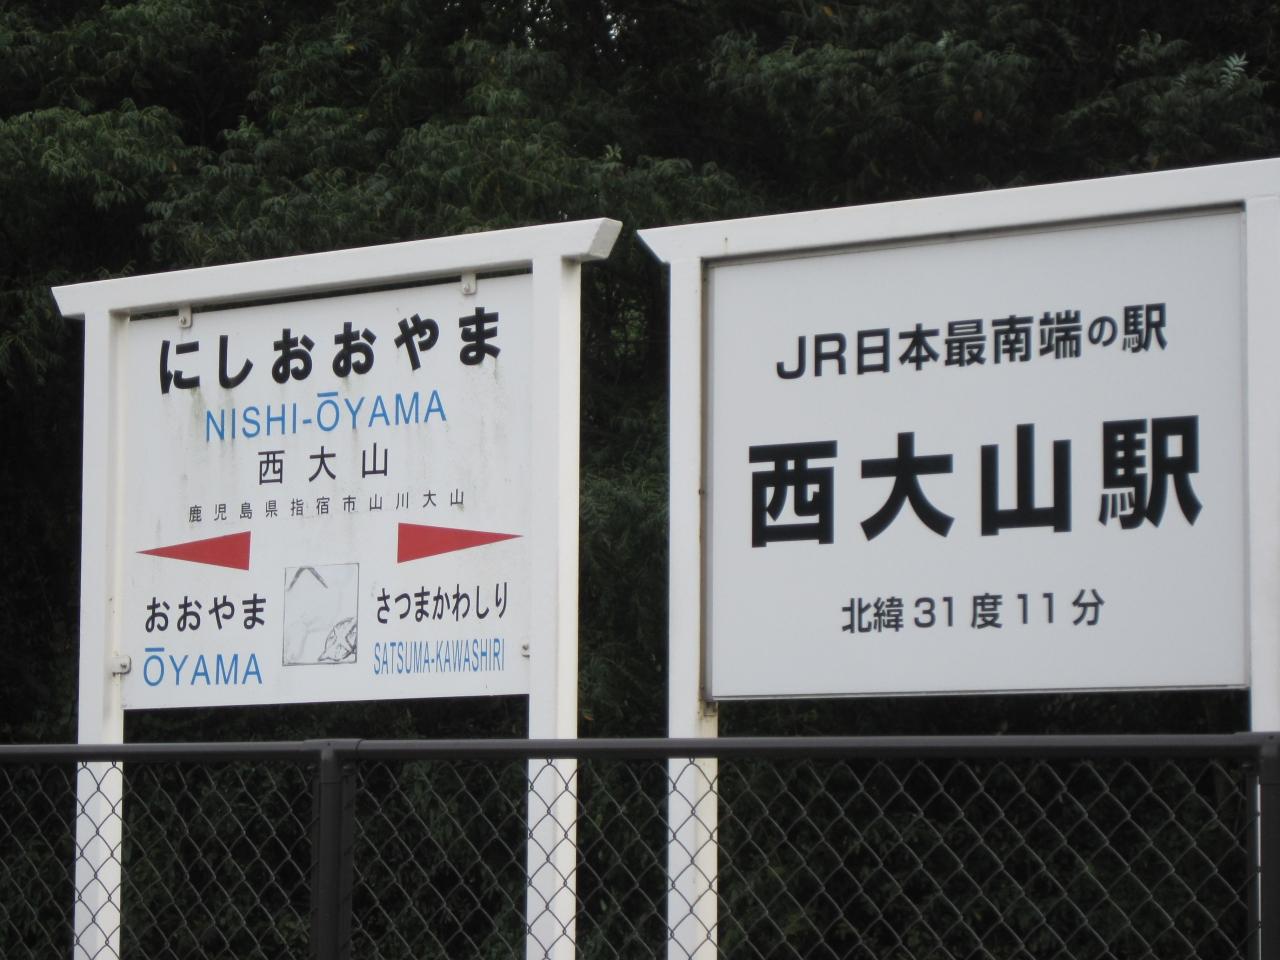 にしおおやま
NISHI-ŌYAMA
西大山
鹿児島県指宿市山川大山
おおやま
ŌYAMA
さつまかわしり
SATSUMA-KAWASHIRI
JR日本最南端の駅
西大山駅
北緯31度11分